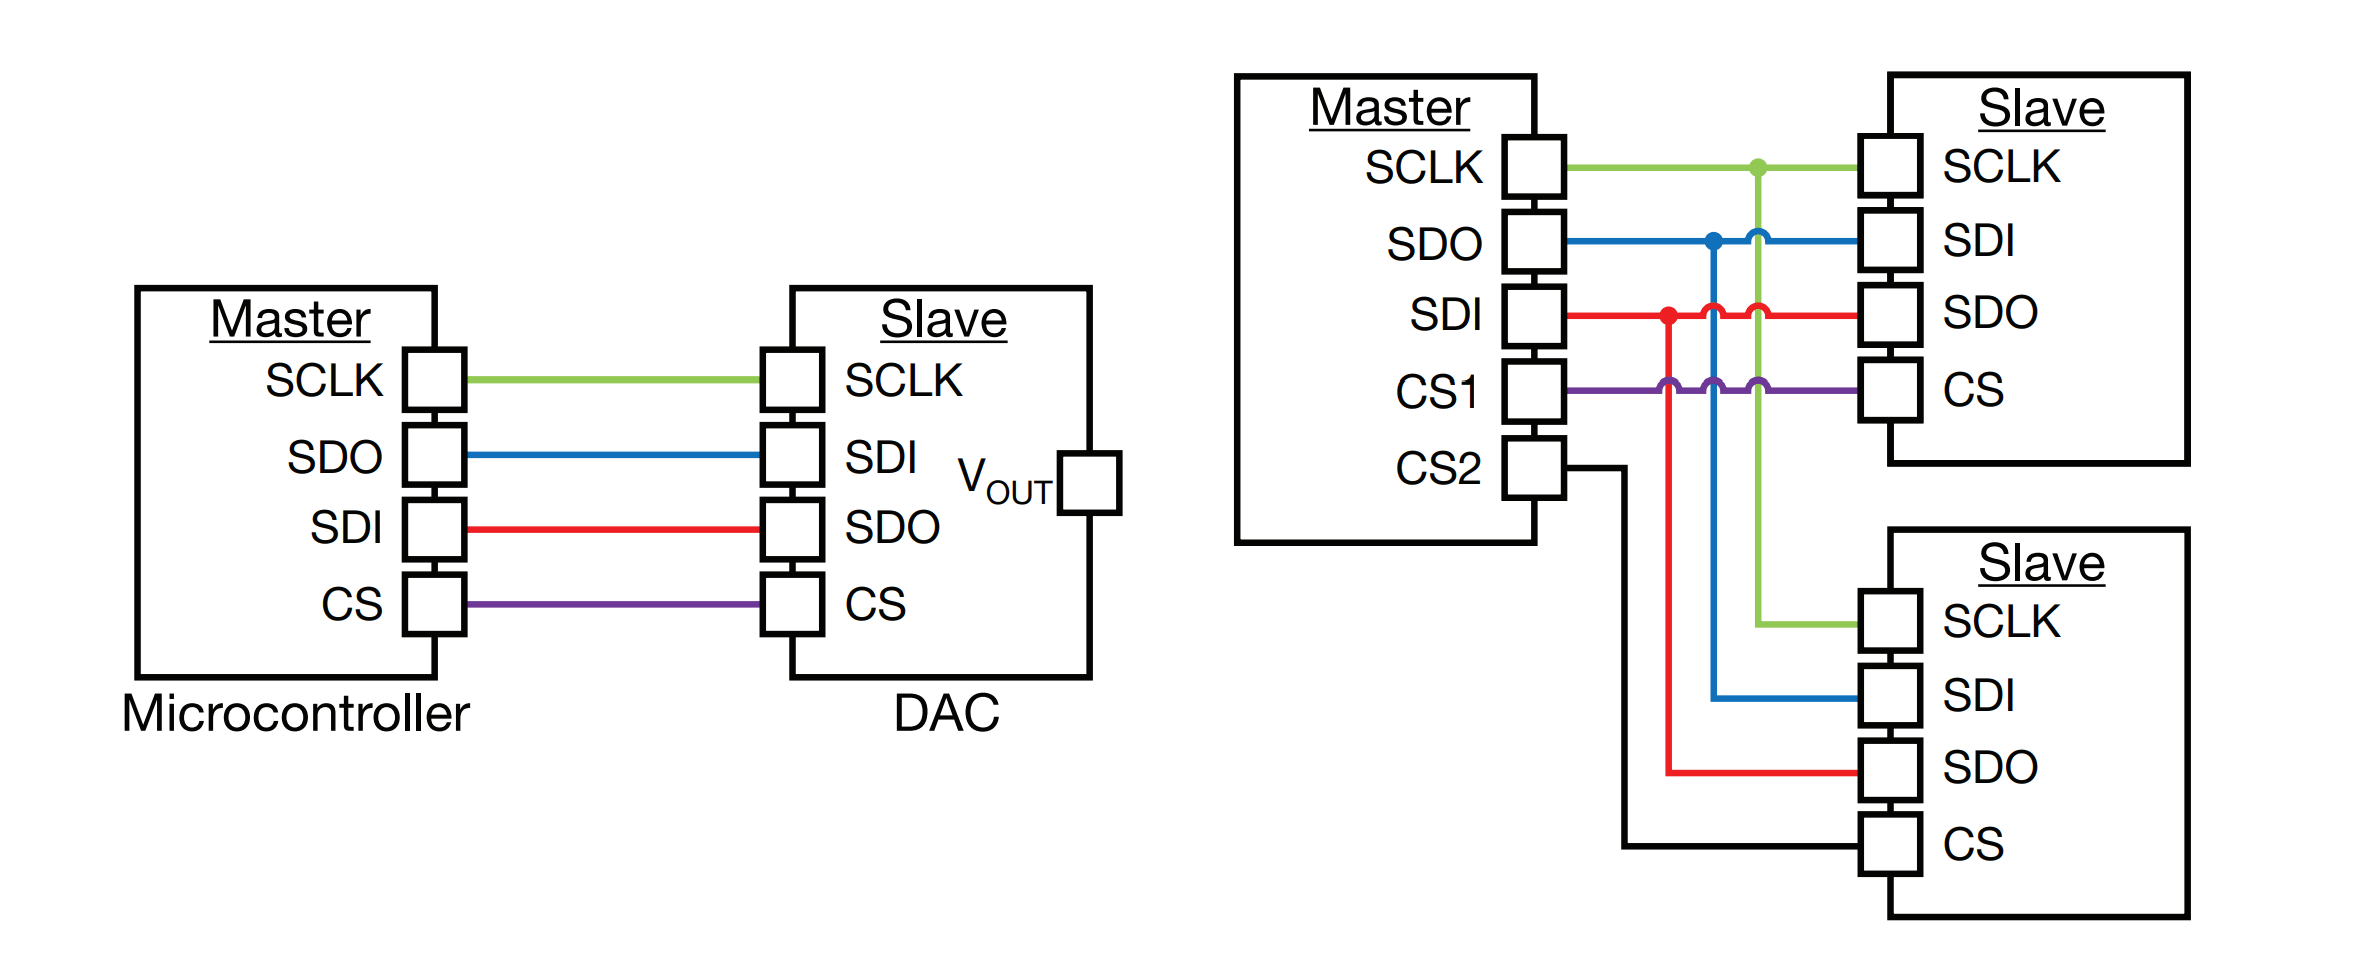 Master
SCLK
SDO
SDI
CS
Microcontroller
Slave
SCLK
SDI
SDO
CS
VOUT
DAC
Master
SCLK
SDO
SDI
CS1
CS2
Slave
SCLK
SDI
SDO
CS
Slave
SCLK
SDI
SDO
CS